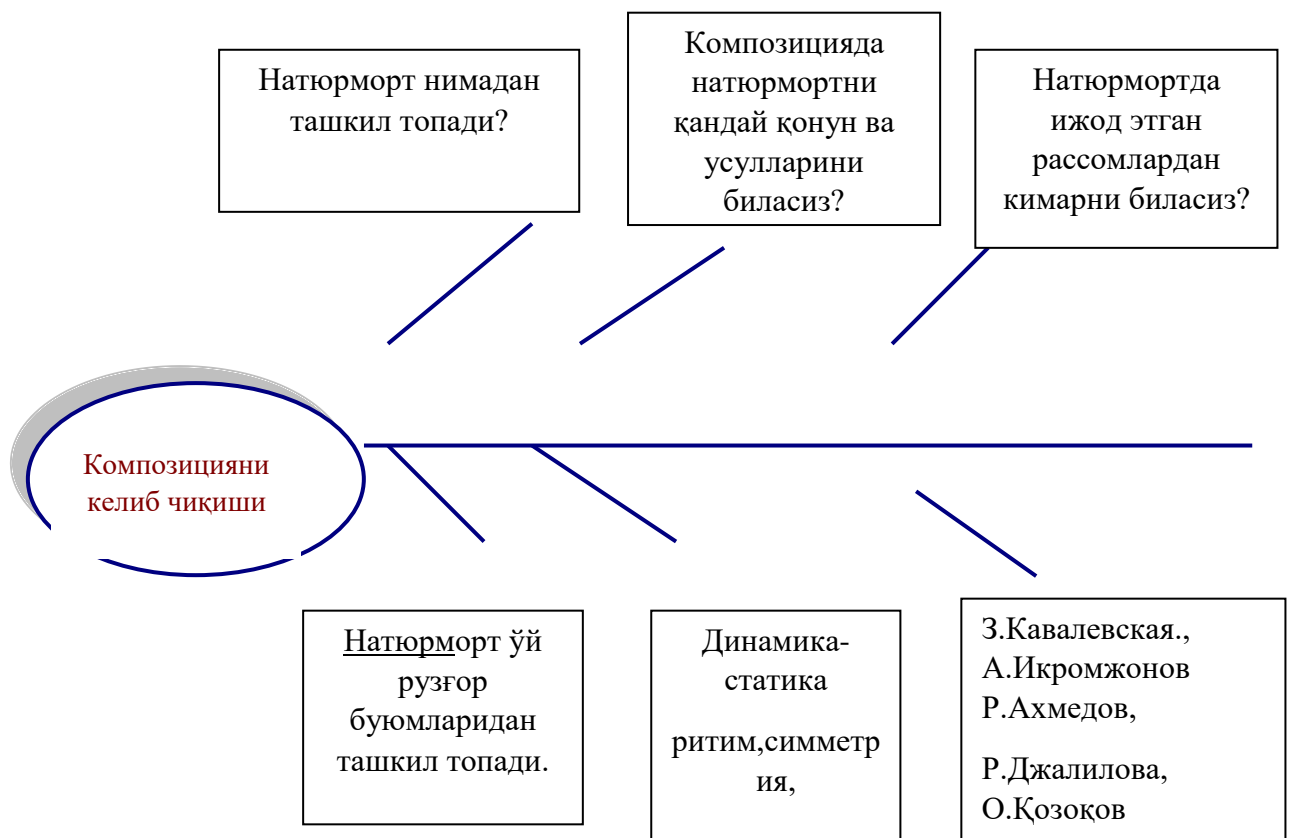 Натюрморт нимадан
ташкил топади?
Композицияда
натюрмортни
қандай қонун ва
усулларини
биласиз?
Натюрмортда
ижод этган
рассомлардан
кимарни биласиз?
Композицияни
келиб чиқиши
Натюрморт ўй
рузғор
буюмларидан
ташкил топади.
Динамика-
статика
ритим,симметр
ия,
З.Кавалевская.,
А.Икромжонов
Р.Ахмедов,
Р.Джалилова,
О.Қозоқов